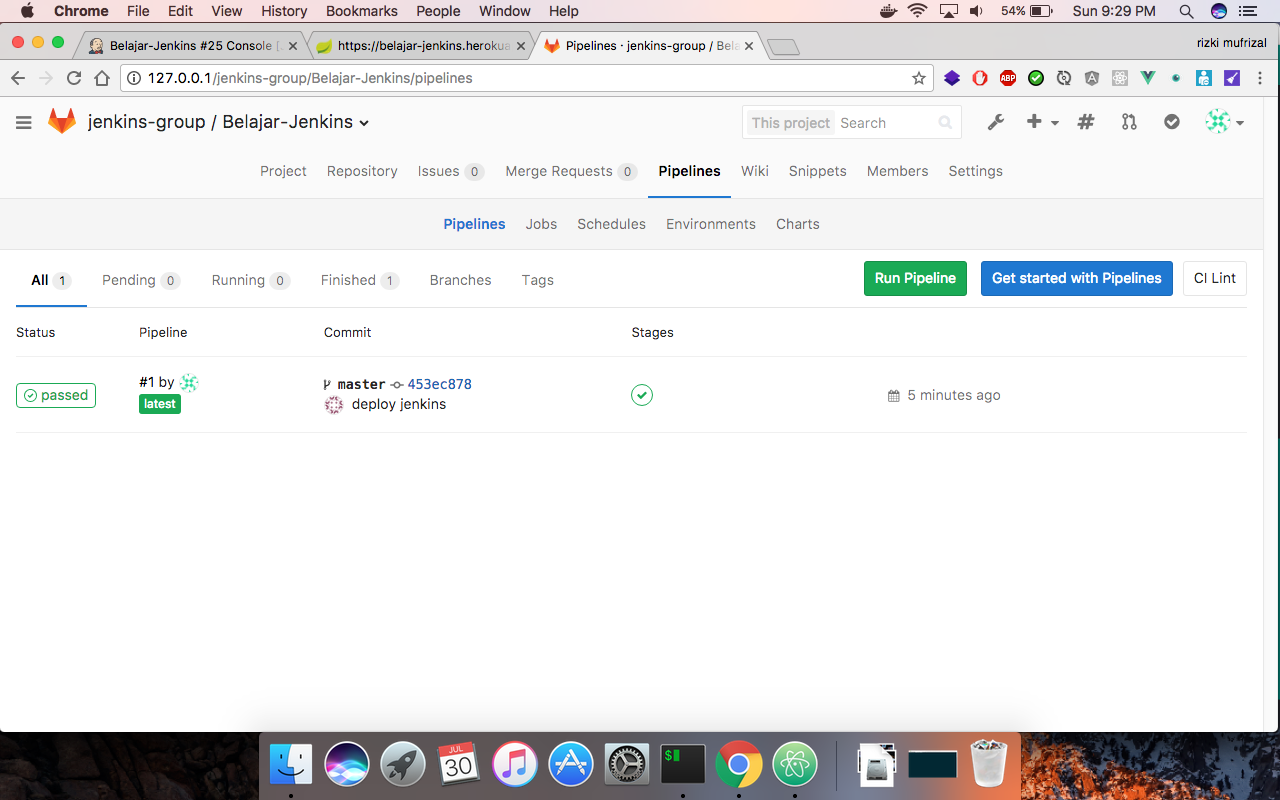 Chrome File Edit View History Bookmarks People Window Help 54% Sun 9:29 PM
Belajar-Jenkins #25 Console [. https://belajar-jenkins.herokua Pipelines · jenkins-group / Bela rizki mufrizal
127.0.0.1/jenkins-group/Belajar-Jenkins/pipelines ABP
jenkins-group / Belajar-Jenkins This project Search
Project Repository Issues 0 Merge Requests 0 Pipelines Wiki Snippets Members Settings
Pipelines Jobs Schedules Environments Charts
All 1 Pending 0 Running 0 Finished 1 Branches Tags Run Pipeline Get started with Pipelines CI Lint
Status Pipeline Commit Stages
passed #1 by latest master 453ec878 deploy jenkins 5 minutes ago
JUL
30
$